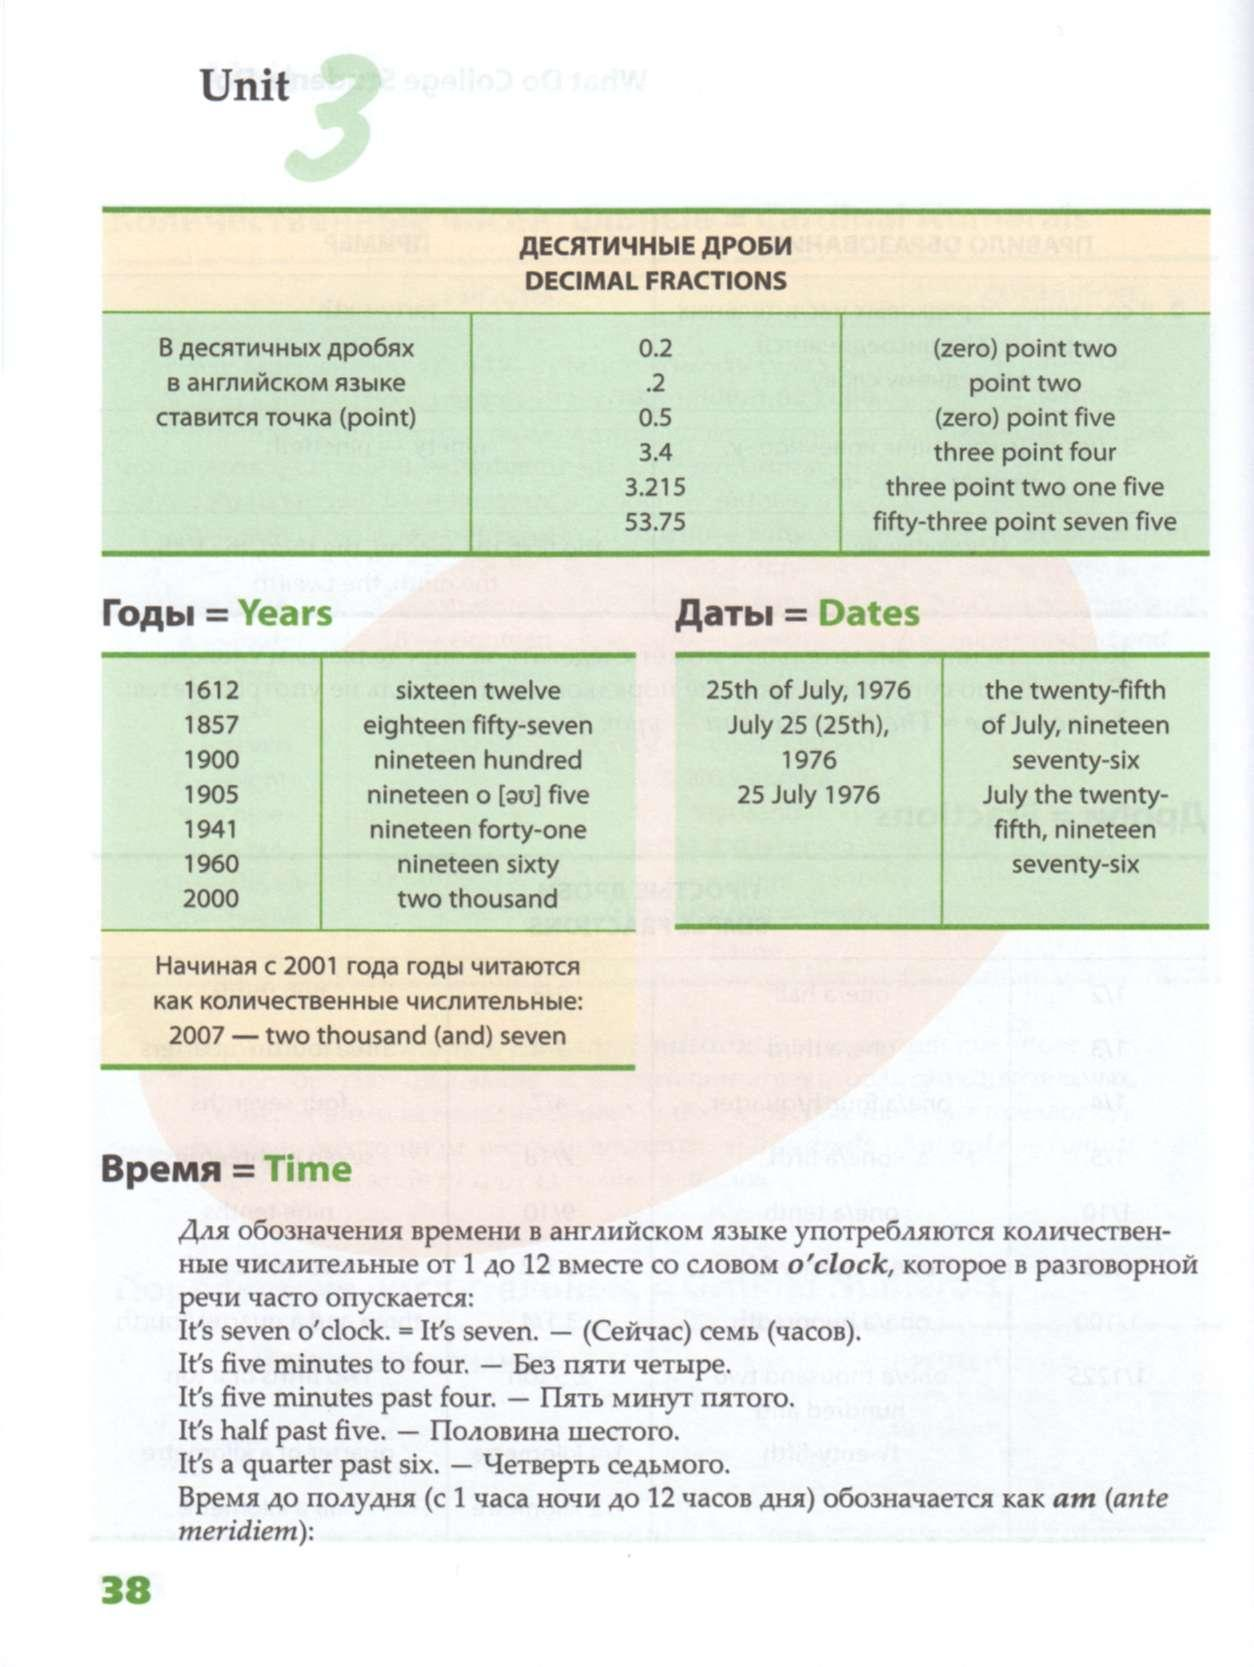 Unit 3
ДЕСЯТИЧНЫЕ ДРОБИ
DECIMAL FRACTIONS
В десятичных дробях
в английском языке
ставится точка (point)
0.2 (zero) point two
.2 point two
0.5 (zero) point five
3.4 three point four
3.215 three point two one five
53.75 fifty-three point seven five
Годы = Years
1612 sixteen twelve
1857 eighteen fifty-seven
1900 nineteen hundred
1905 nineteen o [əʊ] five
1941 nineteen forty-one
1960 nineteen sixty
2000 two thousand
Начиная с 2001 года годы читаются
как количественные числительные:
2007 — two thousand (and) seven
Даты = Dates
25th of July, 1976
July 25 (25th),
1976
25 July 1976
the twenty-fifth
of July, nineteen
seventy-six
July the twenty-
fifth, nineteen
seventy-six
Время = Time
Для обозначения времени в английском языке употребляются количествен-
ные числительные от 1 до 12 вместе со словом o’clock, которое в разговорной
речи часто опускается:
It’s seven o’clock. = It’s seven. — (Сейчас) семь (часов).
It’s five minutes to four. — Без пяти четыре.
It’s five minutes past four. — Пять минут пятого.
It’s half past five. — Половина шестого.
It’s a quarter past six. — Четверть седьмого.
Время до полудня (с 1 часа ночи до 12 часов дня) обозначается как am (ante
meridiem):
38